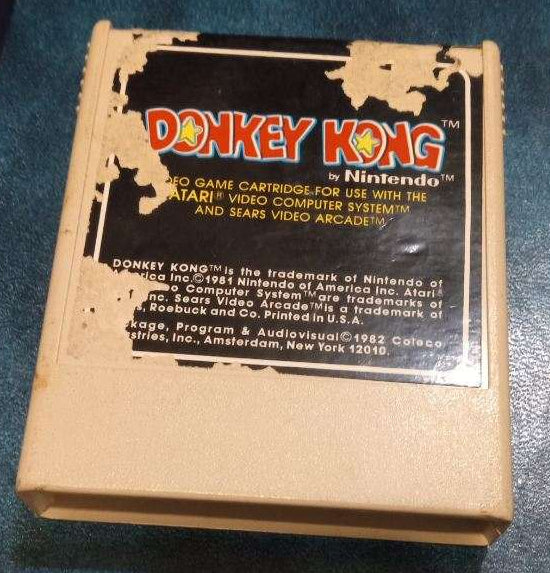 DONKEY KONG™
by Nintendo™
EO GAME CARTRIDGE FOR USE WITH THE
ATARI® VIDEO COMPUTER SYSTEM™
AND SEARS VIDEO ARCADE™
DONKEY KONG™ is the trademark of Nintendo of
America Inc.©1981 Nintendo of America Inc. Atari®
o Computer System™ are trademarks of
nc. Sears Video Arcade™ is a trademark of
, Roebuck and Co. Printed in U.S.A.
kage, Program & Audiovisual©1982 Coleco
stries, Inc., Amsterdam, New York 12010.